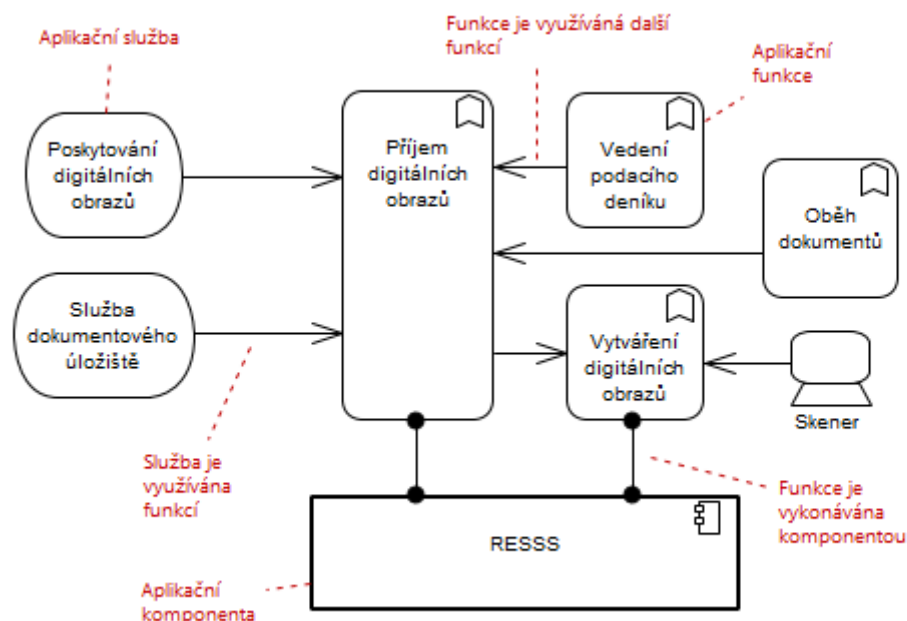 Aplikační služba
Funkce je využíváná další
funkcí
Aplikační
funkce
Poskytování
digitálních
obrazů
Příjem
digitálních
obrazů
Vedení
podacího
deníku
Oběh
dokumentů
Služba
dokumentového
úložiště
Vytváření
digitálních
obrazů
Skener
Služba je
využívána
funkcí
Funkce je
vykonávána
komponentou
RESSS
Aplikační
komponenta